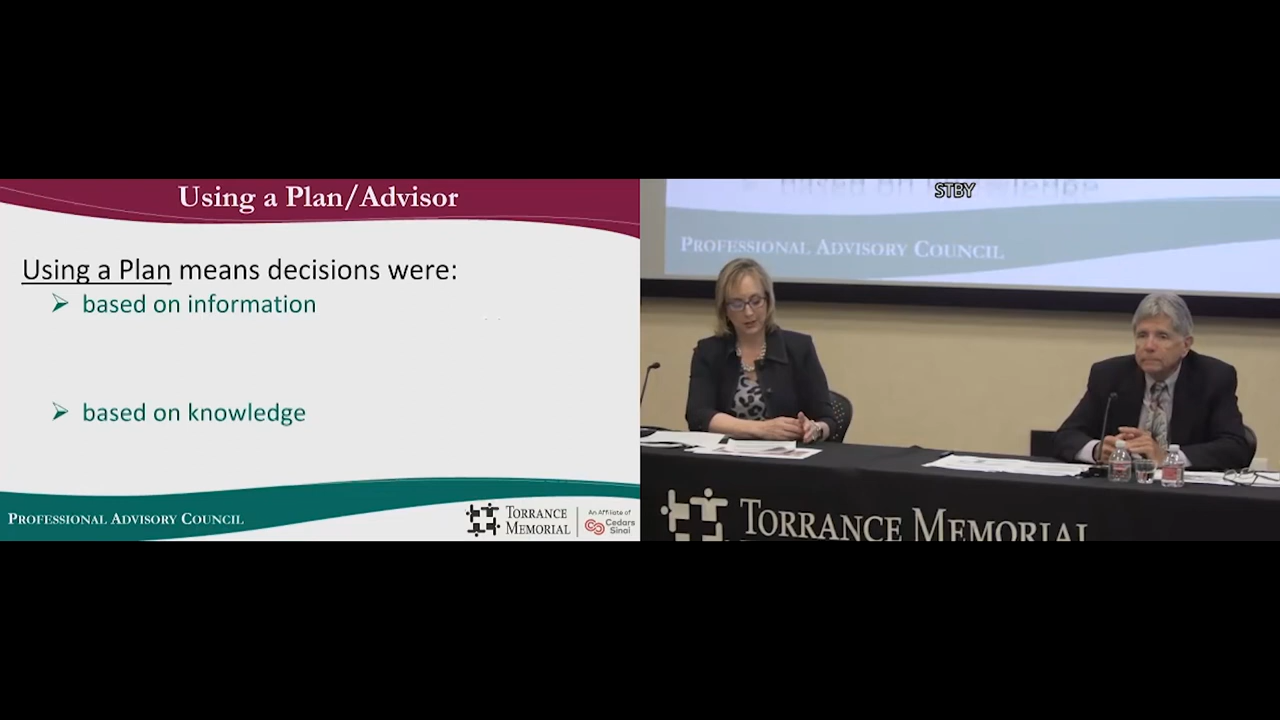 Using a Plan/Advisor
Using a Plan means decisions were:
➢ based on information
➢ based on knowledge
PROFESSIONAL ADVISORY COUNCIL
TORRANCE
MEMORIAL
An Affiliate of
Cedars
Sinai
STBY
PROFESSIONAL ADVISORY COUNCIL
TORRANCE MEMORIAL